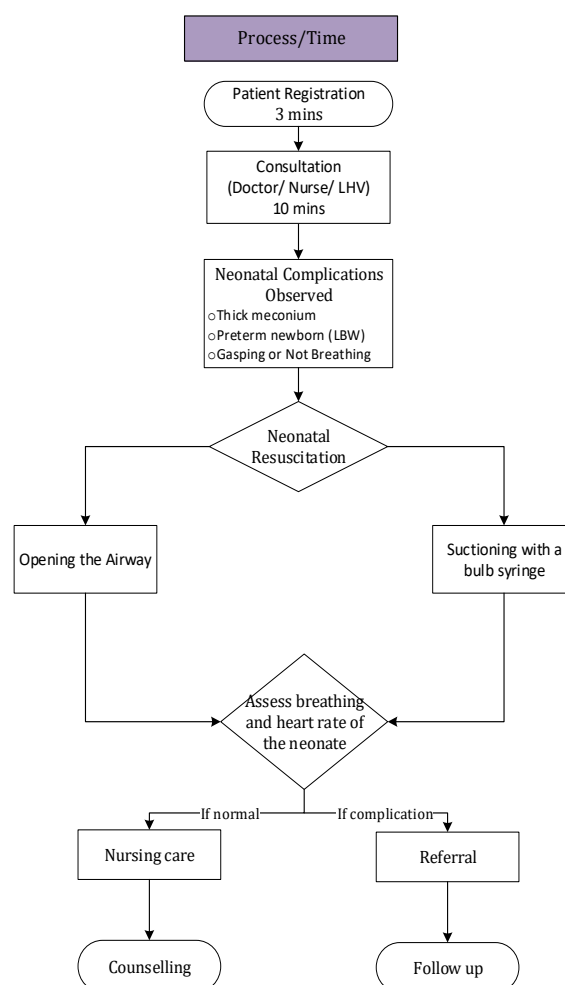 Process/Time
Patient Registration
3 mins
Consultation
(Doctor/ Nurse/ LHV)
10 mins
Neonatal Complications
Observed
○Thick meconium
○Preterm newborn (LBW)
○Gasping or Not Breathing
Neonatal
Resuscitation
Opening the Airway
Suctioning with a
bulb syringe
Assess breathing
and heart rate of
the neonate
If normal
If complication
Nursing care
Referral
Counselling
Follow up